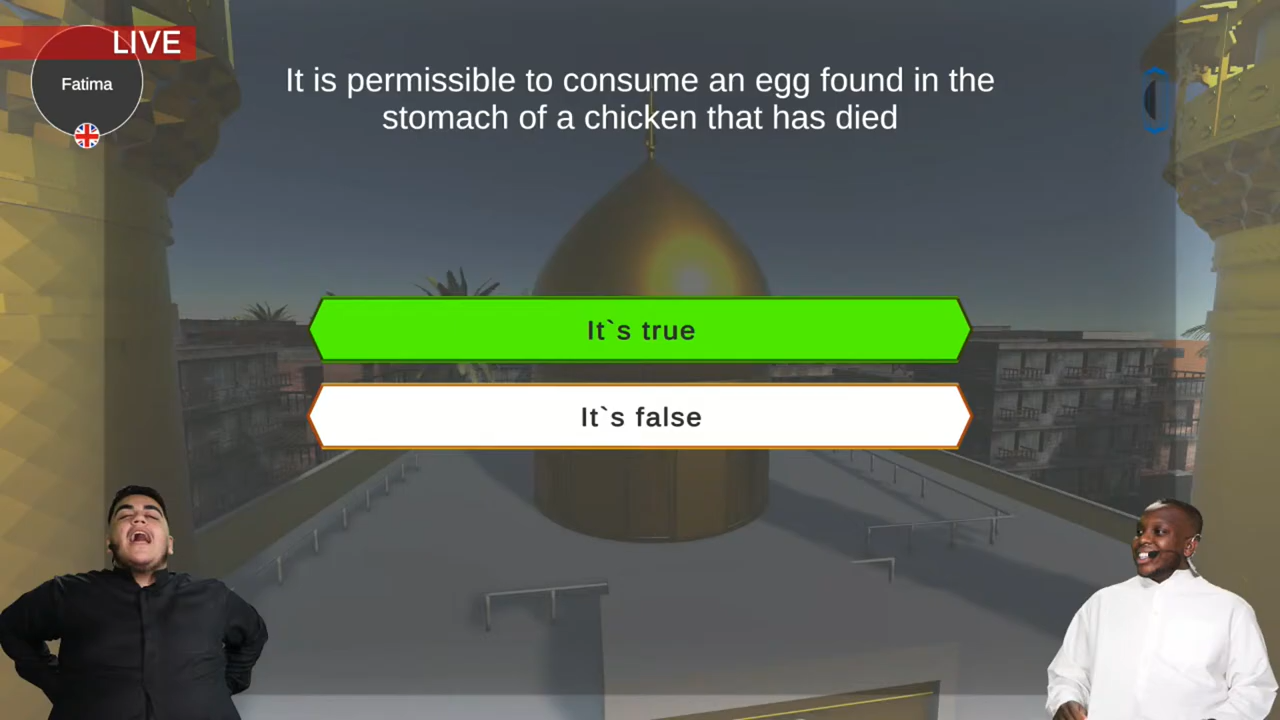 LIVE
Fatima
It is permissible to consume an egg found in the
stomach of a chicken that has died
It`s true
It`s false